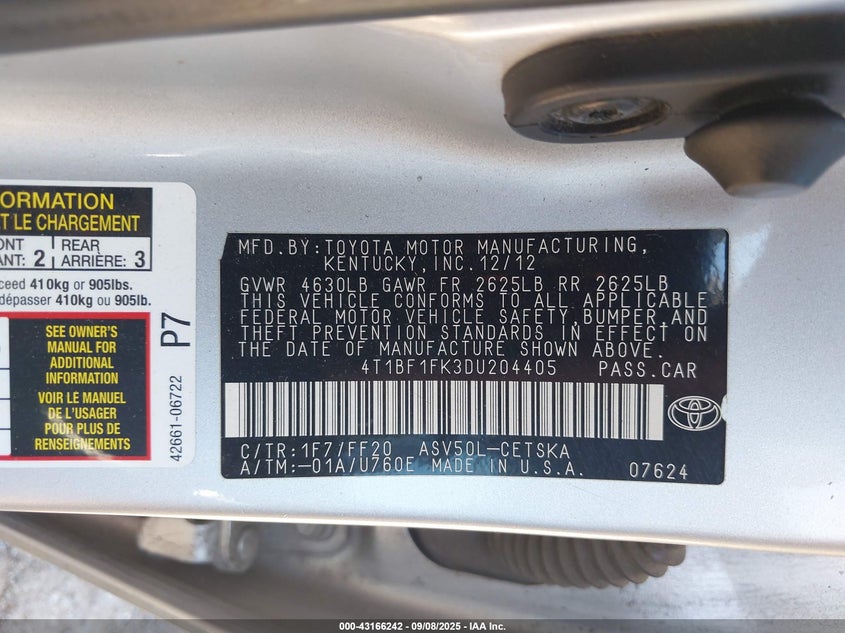 ORMATION
ET LE CHARGEMENT
ONT
ANT: 2
REAR
ARRIÈRE: 3
ceed 410kg or 905lbs.
dépasser 410kg ou 905lb.
SEE OWNER'S
MANUAL FOR
ADDITIONAL
INFORMATION
VOIR LE MANUEL
DE L'USAGER
POUR PLUS DE
RENSEIGNEMENTS
P7
42661-06722
MFD.BY:TOYOTA MOTOR MANUFACTURING,
KENTUCKY,INC.12/12
GVWR 4630LB GAWR FR 2625LB RR 2625LB
THIS VEHICLE CONFORMS TO ALL APPLICABLE
FEDERAL MOTOR VEHICLE SAFETY,BUMPER,AND
THEFT PREVENTION STANDARDS IN EFFECT ON
THE DATE OF MANUFACTURE SHOWN ABOVE.
4T1BF1FK3DU204405 PASS.CAR
C/TR:1F7/FF20 ASV50L-CETSKA
A/TM:-01A/U760E MADE IN U.S.A. 07624
000-43166242 - 09/08/2025 - IAA Inc.